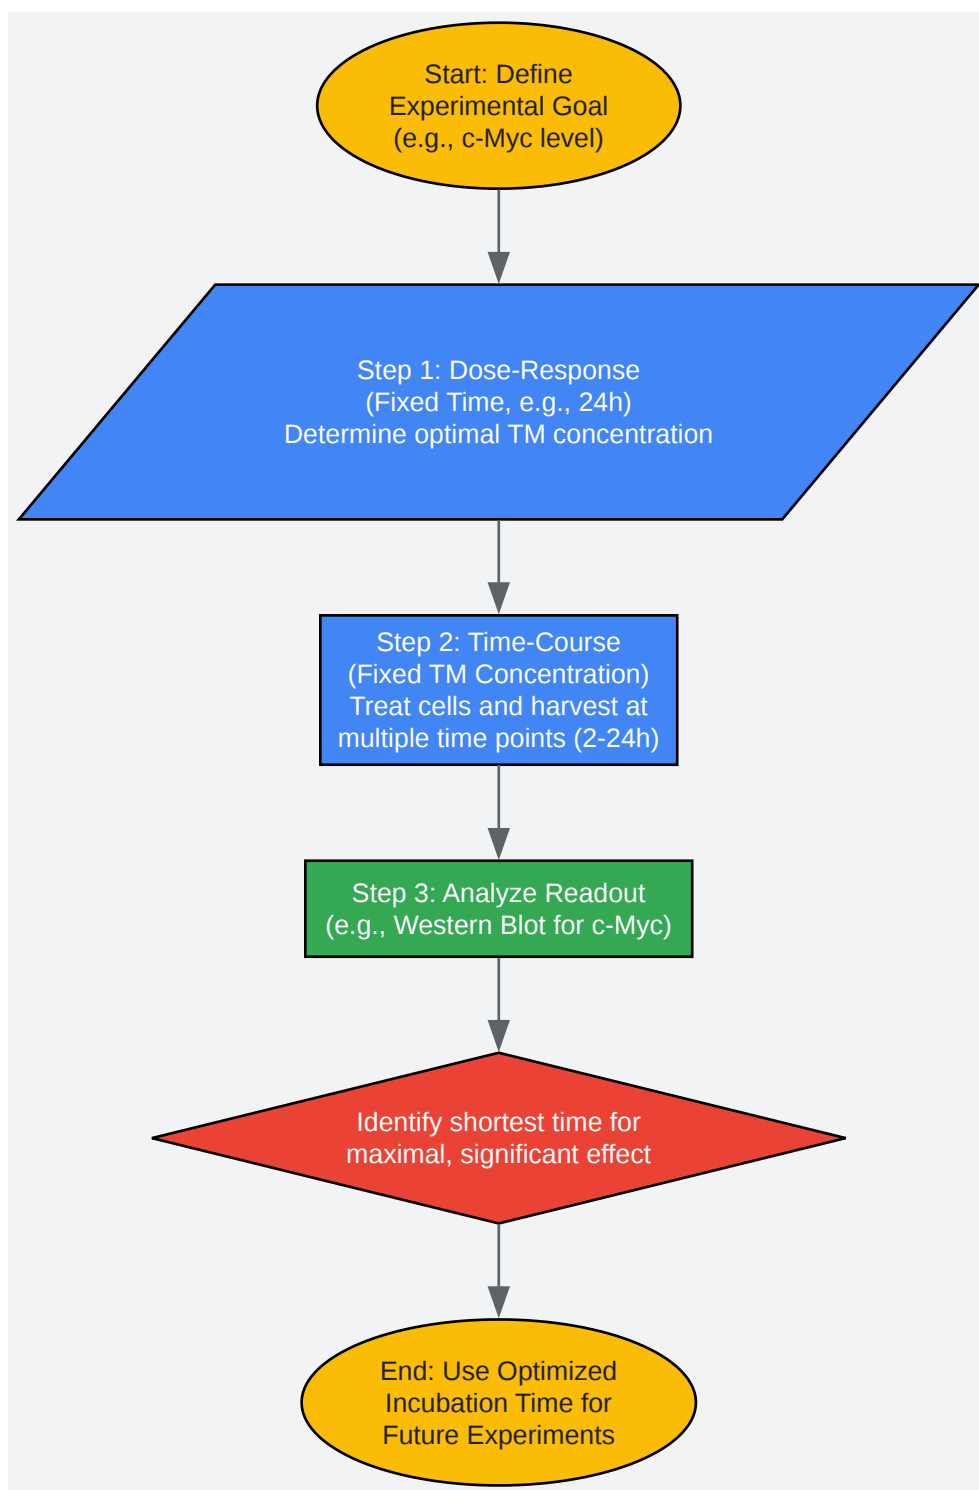 Start: Define
Experimental Goal
(e.g., c-Myc level)
Step 1: Dose-Response
(Fixed Time, e.g., 24h)
Determine optimal TM concentration
Step 2: Time-Course
(Fixed TM Concentration)
Treat cells and harvest at
multiple time points (2-24h)
Step 3: Analyze Readout
(e.g., Western Blot for c-Myc)
Identify shortest time for
maximal, significant effect
End: Use Optimized
Incubation Time for
Future Experiments